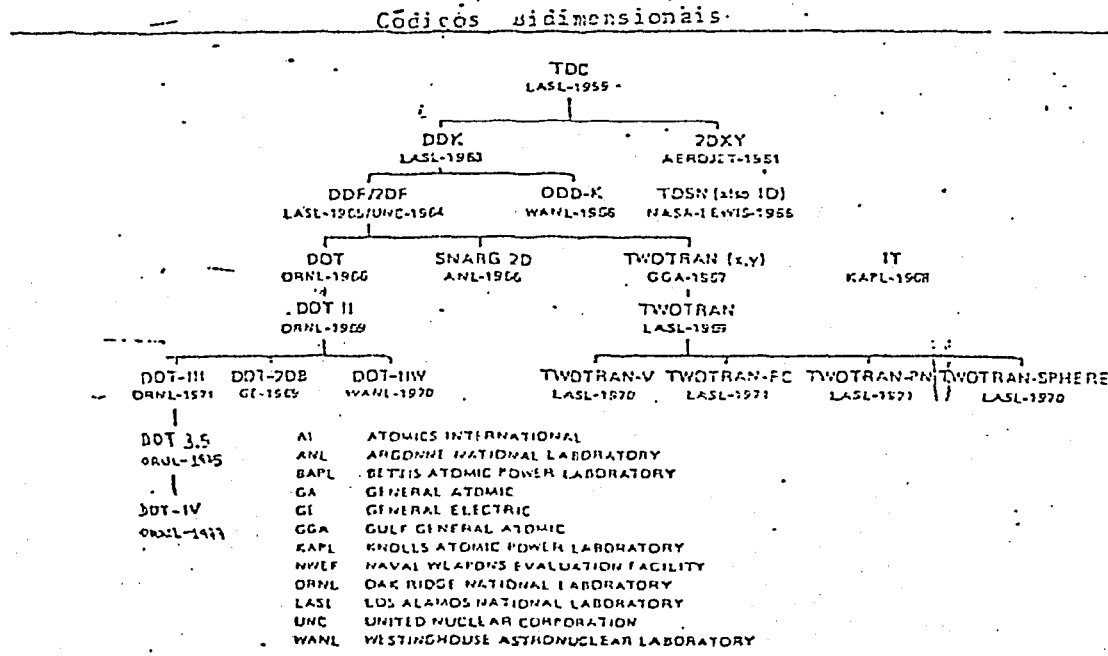 Códigos Bidimensionais
TDC
LASL-1955
DDK 2DXY
LASL-1963 AEROJET-1961
DDF/2DF ODD-K TDSN (also 1D)
LASL-1965/UNC-1964 WANL-1966 NASA-LEWIS-1966
DOT SNARG 2D TWOTRAN (x,y) IT
ORNL-1966 ANL-1966 GGA-1967 KAPL-1968
DOT II TWOTRAN
ORNL-1969 LASL-1969
DOT-III DOT-2DB DOT-IIW TWOTRAN-V TWOTRAN-FC TWOTRAN-PN TWOTRAN-SPHERE
ORNL-1971 GE-1969 WANL-1970 LASL-1970 LASL-1971 LASL-1971 LASL-1970
DOT 3.5
ORNL-1975
DOT-IV
ORNL-1977
AI ATOMICS INTERNATIONAL
ANL ARGONNE NATIONAL LABORATORY
BAPL BETTIS ATOMIC POWER LABORATORY
GA GENERAL ATOMIC
GE GENERAL ELECTRIC
GGA GULF GENERAL ATOMIC
KAPL KNOLLS ATOMIC POWER LABORATORY
NWEF NAVAL WEAPONS EVALUATION FACILITY
ORNL OAK RIDGE NATIONAL LABORATORY
LASL LOS ALAMOS NATIONAL LABORATORY
UNC UNITED NUCLEAR CORPORATION
WANL WESTINGHOUSE ASTRONUCLEAR LABORATORY